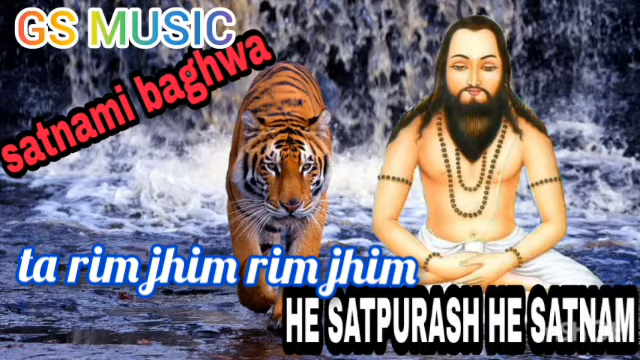 GS MUSIC
satnami baghwa
ta rim jhim rim jhim
HE SATPURASH HE SATNAM